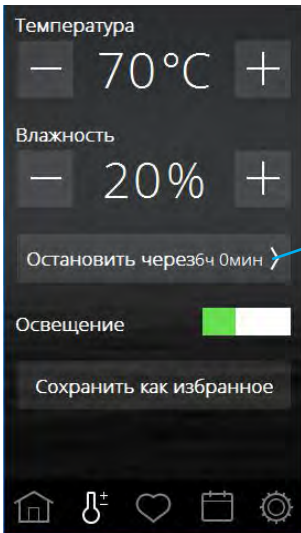 Температура
— 70°C +
Влажность
— 20% +
Остановить через6ч 0мин
Освещение
Сохранить как избранное